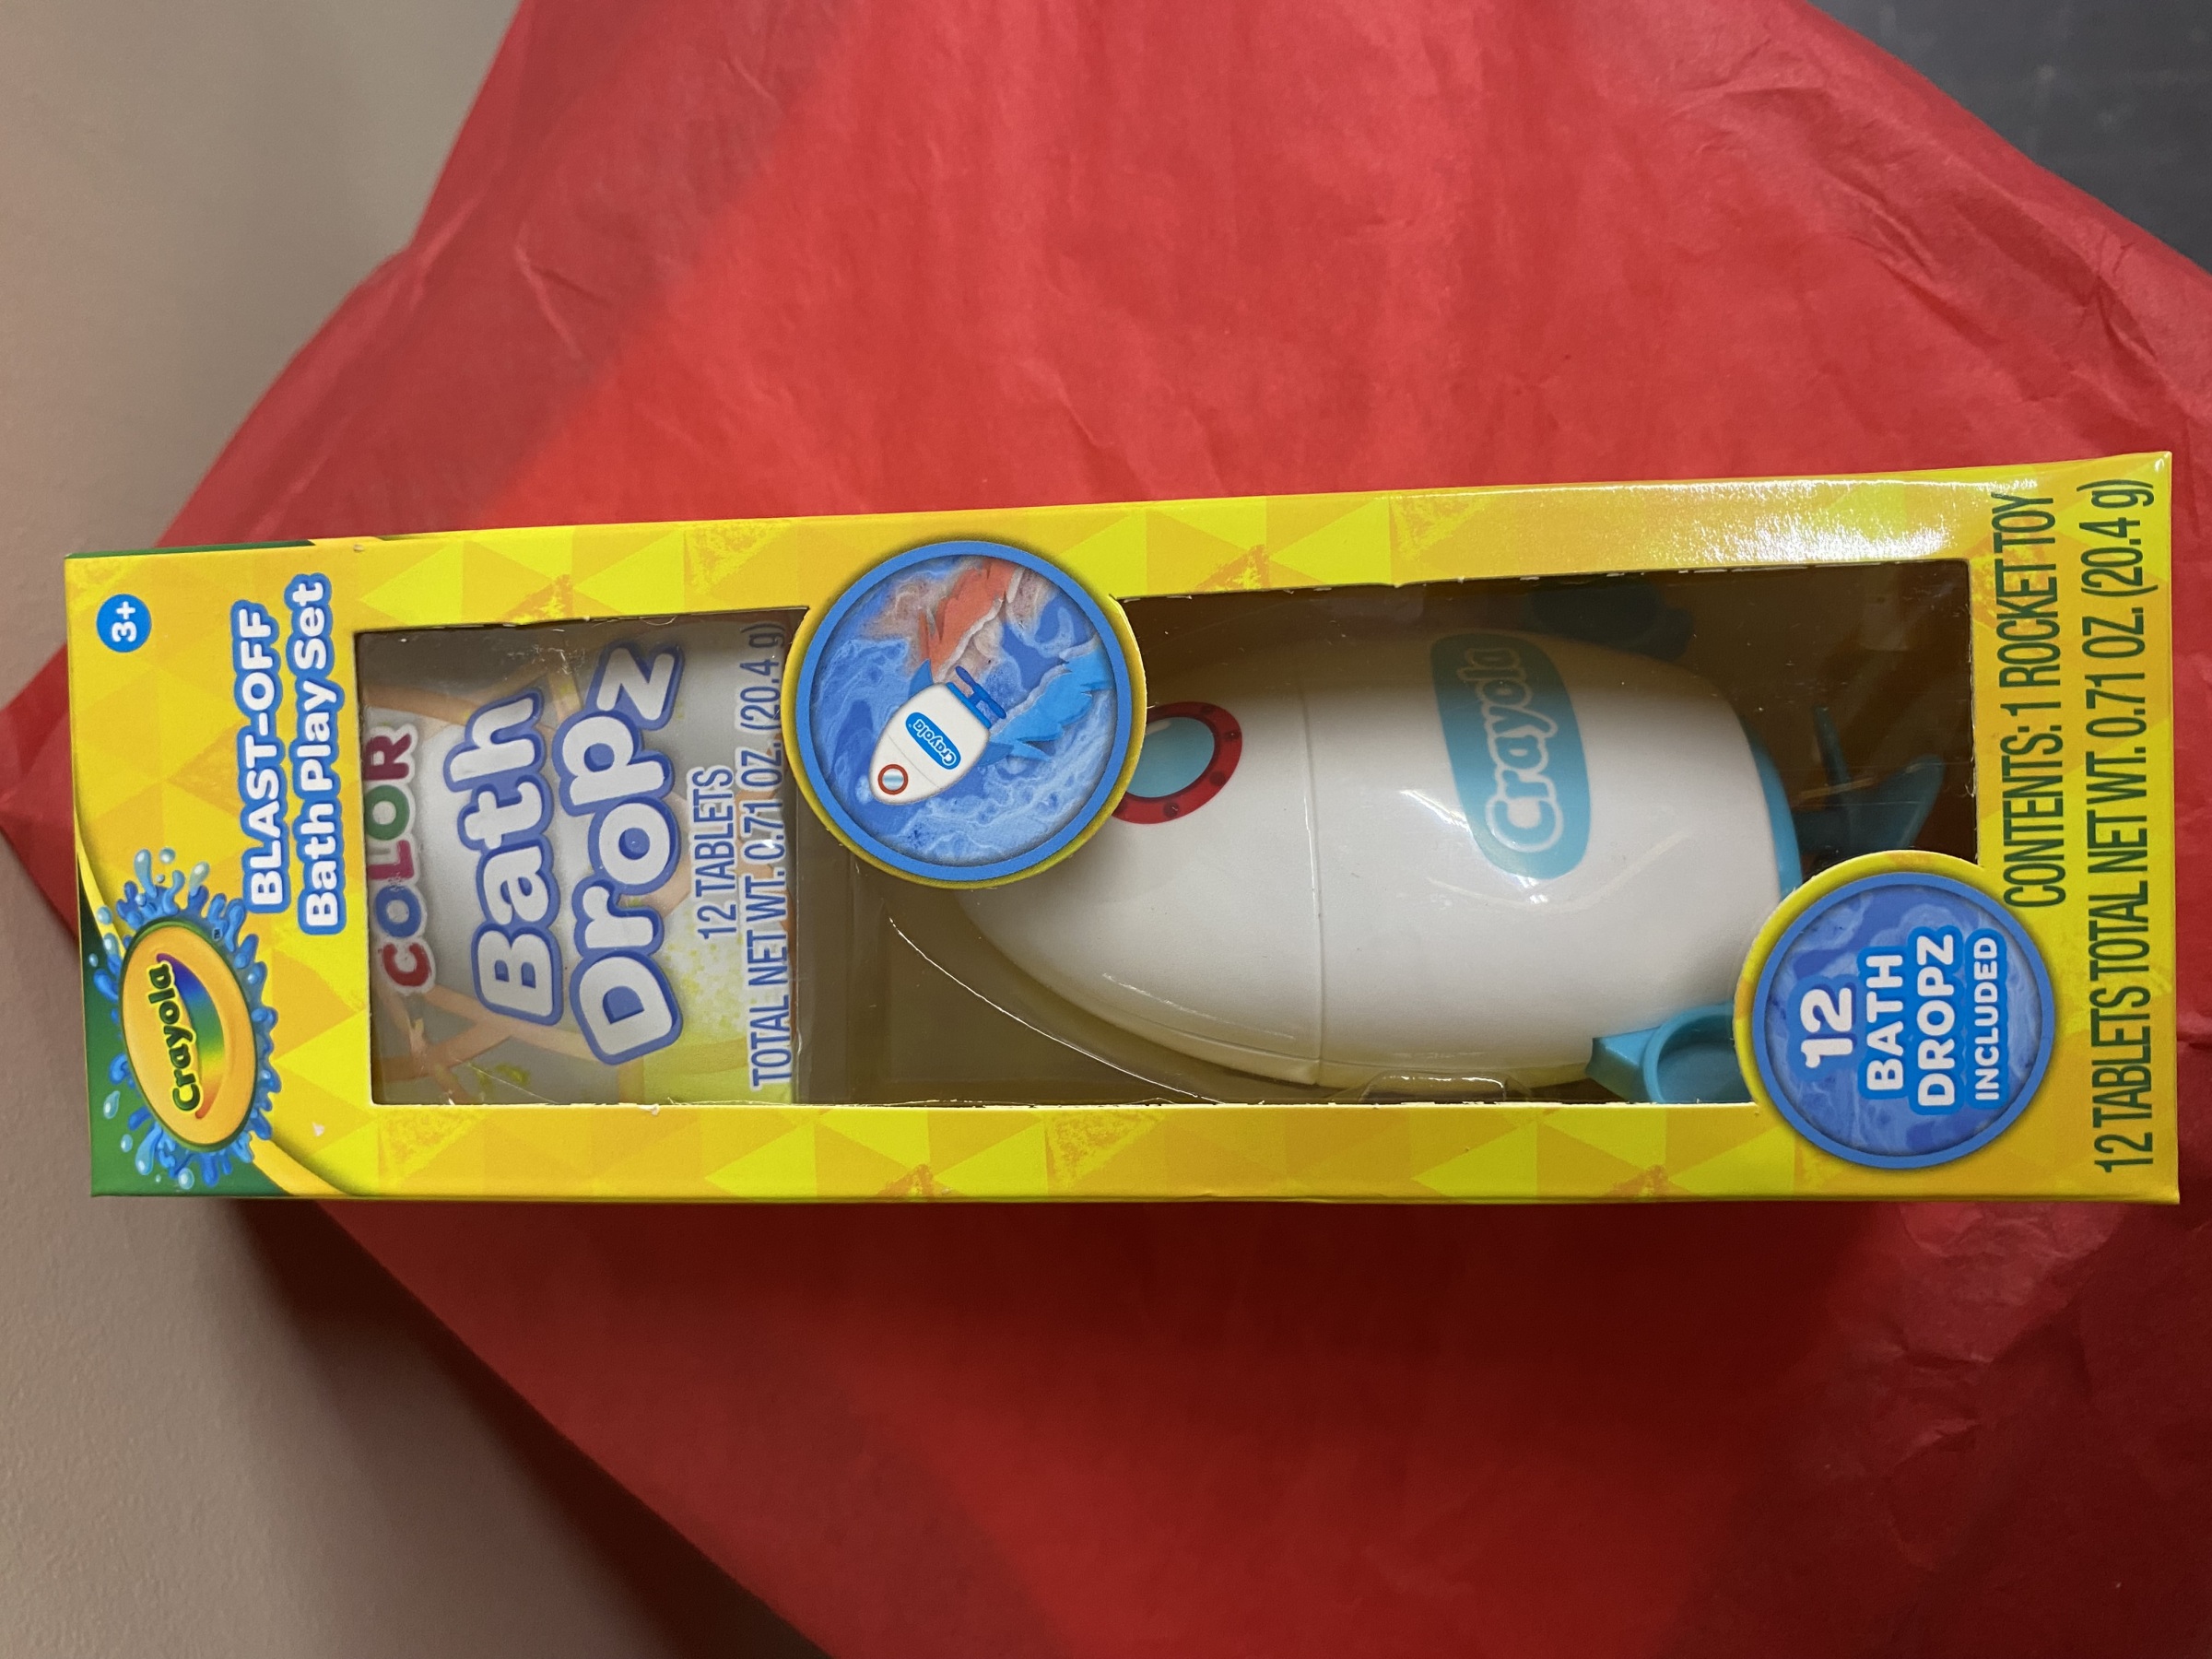 3+
Crayola™
BLAST-OFF
Bath Play Set
COLOR
Bath
Dropz
12 TABLETS
TOTAL NET WT. 0.71 OZ. (20.4 g)
Crayola
Crayola
12
BATH
DROPZ
INCLUDED
CONTENTS: 1 ROCKET TOY
12 TABLETS TOTAL NET WT. 0.71 OZ. (20.4 g)